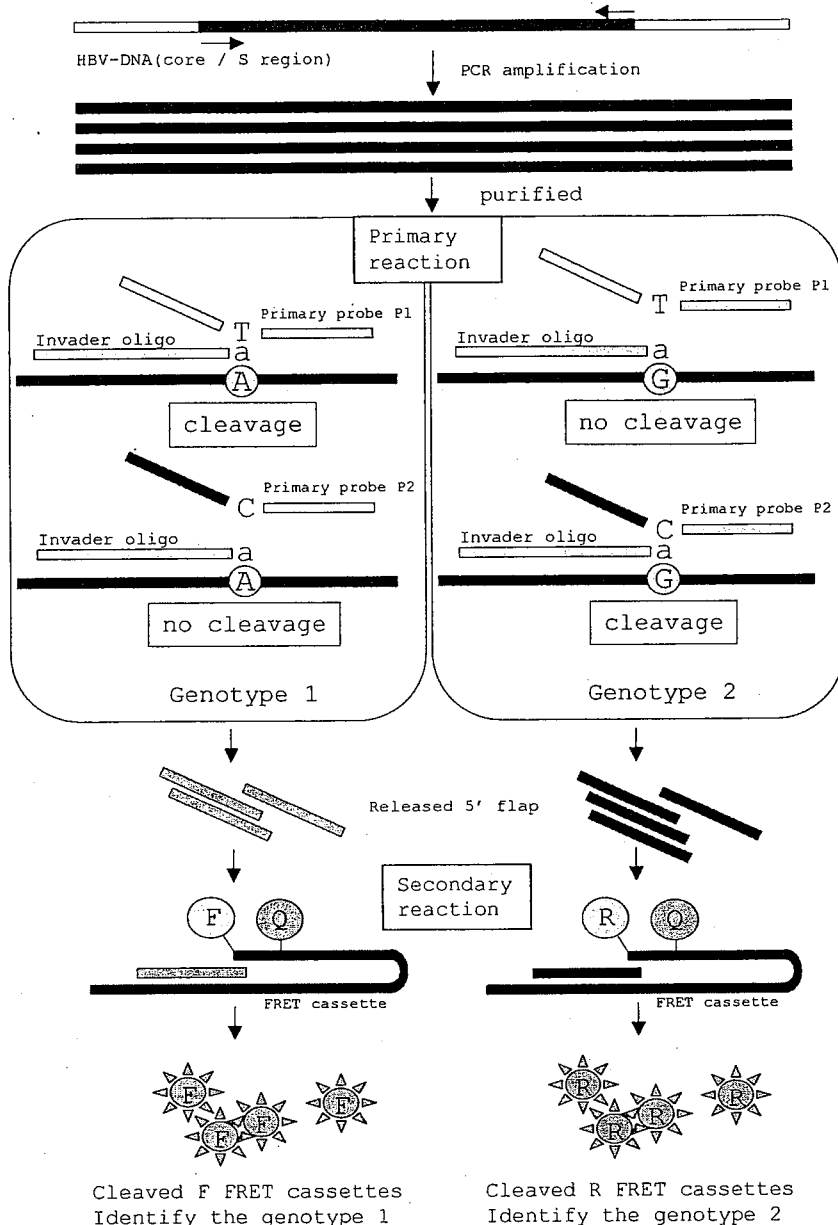 HBV-DNA(core / S region)
PCR amplification
purified
Primary
reaction
T
Primary probe P1
Invader oligo
a
A
cleavage
C
Primary probe P2
Invader oligo
a
A
no cleavage
Genotype 1
T
Primary probe P1
Invader oligo
a
G
no cleavage
C
Primary probe P2
Invader oligo
a
G
cleavage
Genotype 2
Released 5' flap
Secondary
reaction
F
Q
FRET cassette
R
Q
FRET cassette
F
F
F
F
R
R
R
R
Cleaved F FRET cassettes
Identify the genotype 1
Cleaved R FRET cassettes
Identify the genotype 2